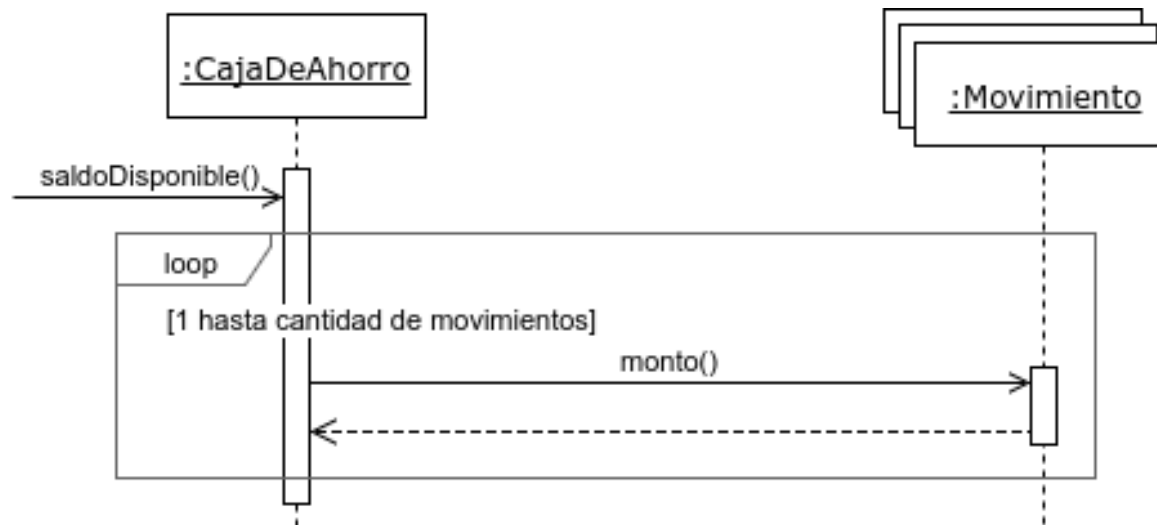 :CajaDeAhorro
:Movimiento
saldoDisponible()
loop
[1 hasta cantidad de movimientos]
monto()